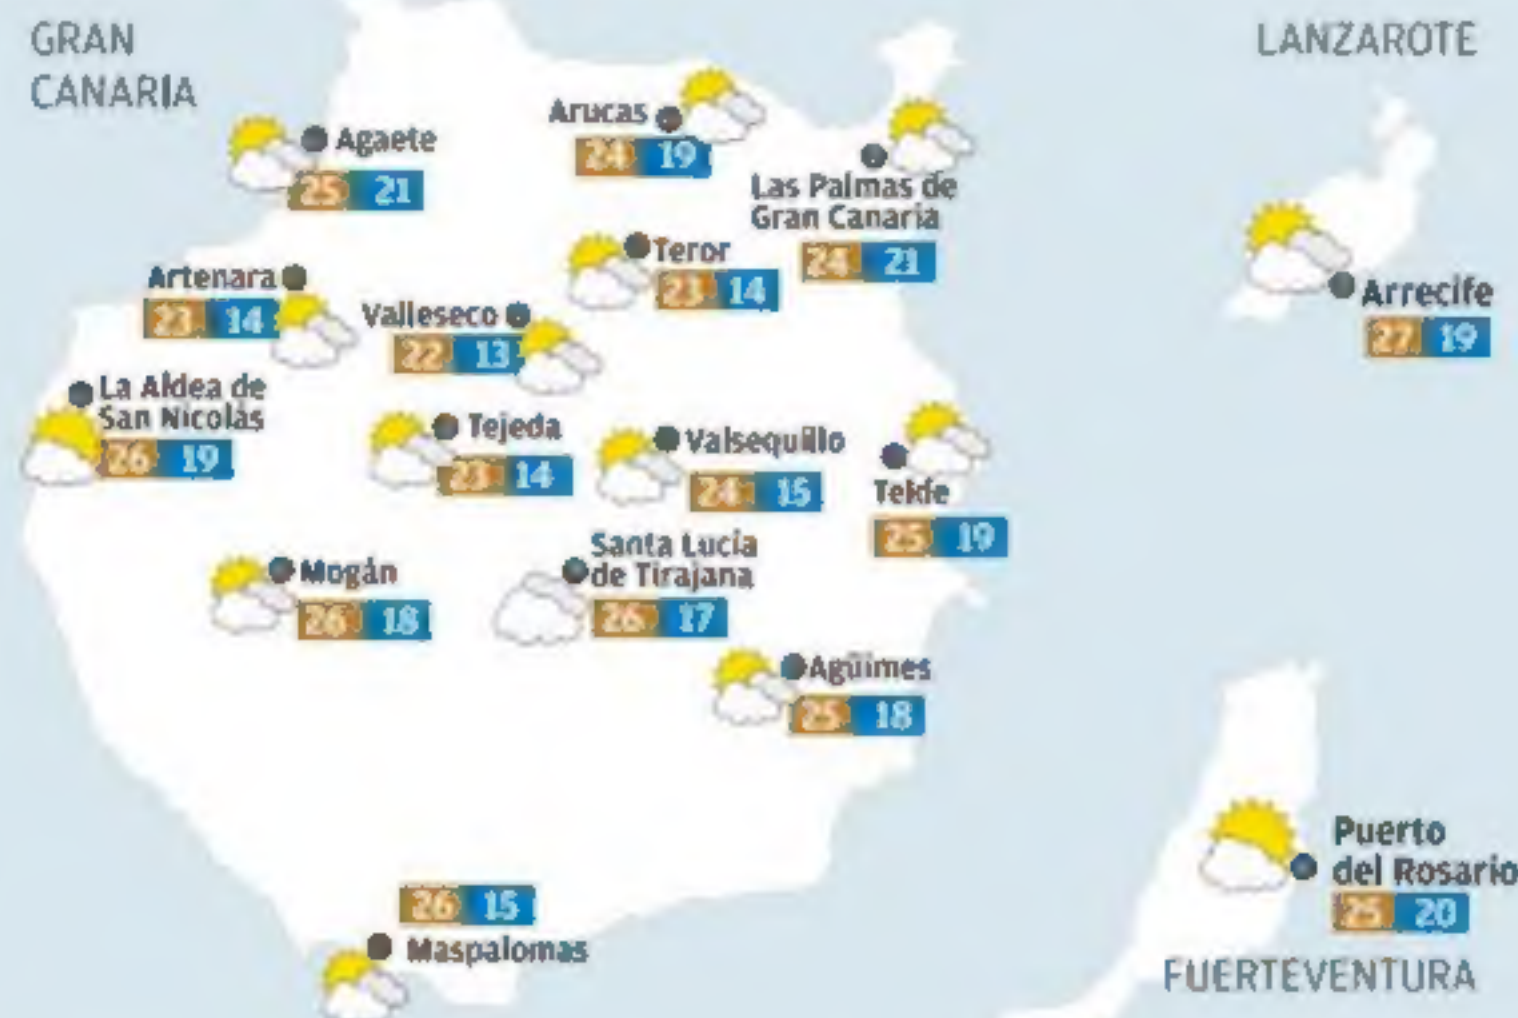 GRAN
CANARIA
LANZAROTE
Agaete
25 21
Arucas
24 19
Las Palmas de
Gran Canaria
24 21
Teror
23 14
Artenara
23 14
Valleseco
22 13
Arrecife
27 19
La Aldea de
San Nicolás
26 19
Tejeda
23 14
Valsequillo
24 15
Telde
25 19
Mogán
26 18
Santa Lucía
de Tirajana
26 17
Agüimes
25 18
Puerto
del Rosario
25 20
26 15
Maspalomas
FUERTEVENTURA